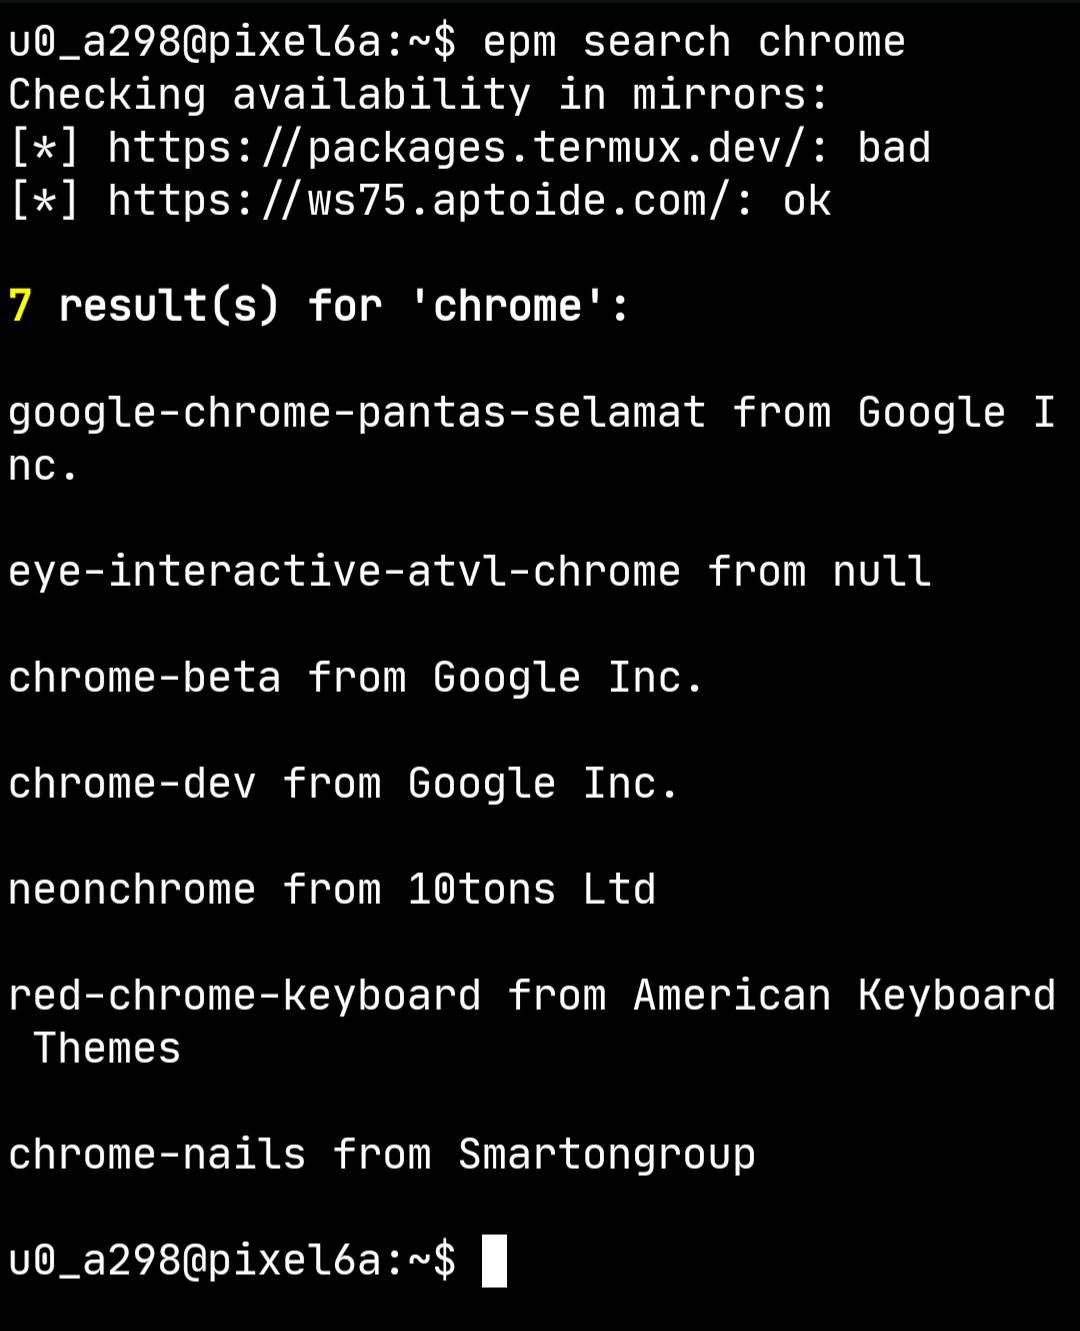 u0_a298@pixel6a:~$ epm search chrome
Checking availability in mirrors:
[*] https://packages.termux.dev/: bad
[*] https://ws75.aptoide.com/: ok
7 result(s) for 'chrome':
google-chrome-pantas-selamat from Google I
nc.
eye-interactive-atvl-chrome from null
chrome-beta from Google Inc.
chrome-dev from Google Inc.
neonchrome from 10tons Ltd
red-chrome-keyboard from American Keyboard
 Themes
chrome-nails from Smartongroup
u0_a298@pixel6a:~$